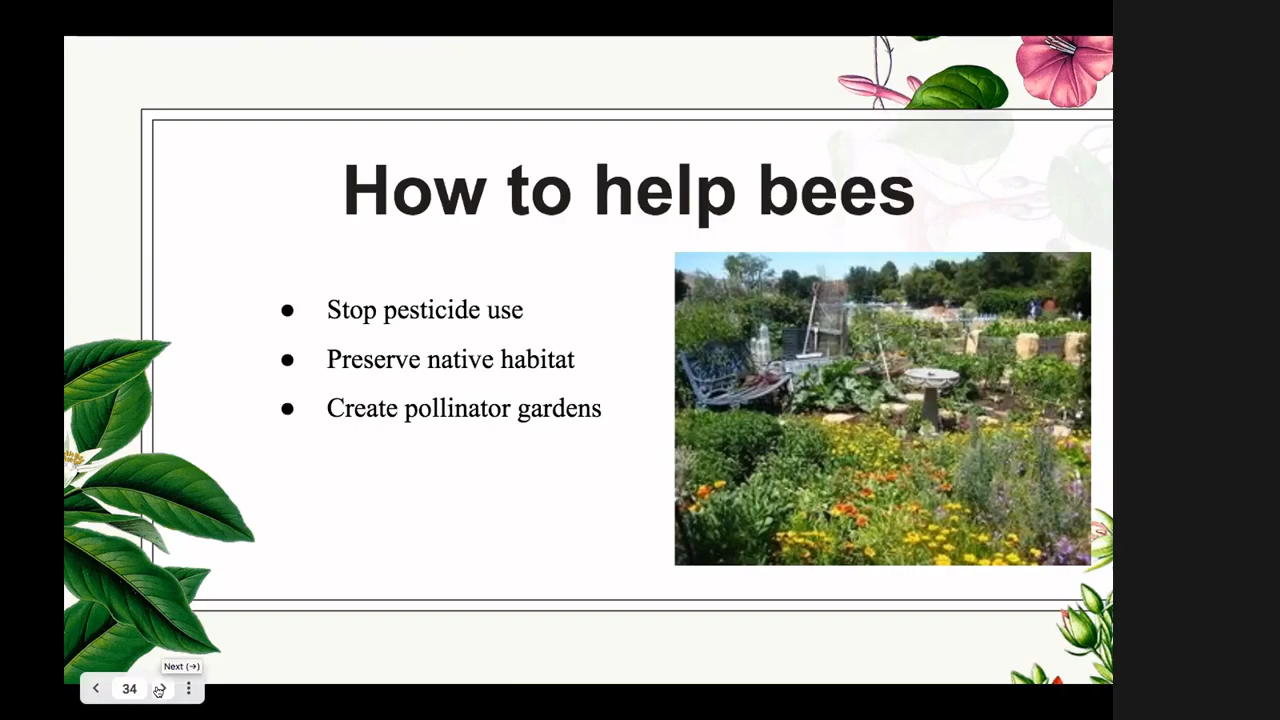 How to help bees
● Stop pesticide use
● Preserve native habitat
● Create pollinator gardens
Next (→)
34